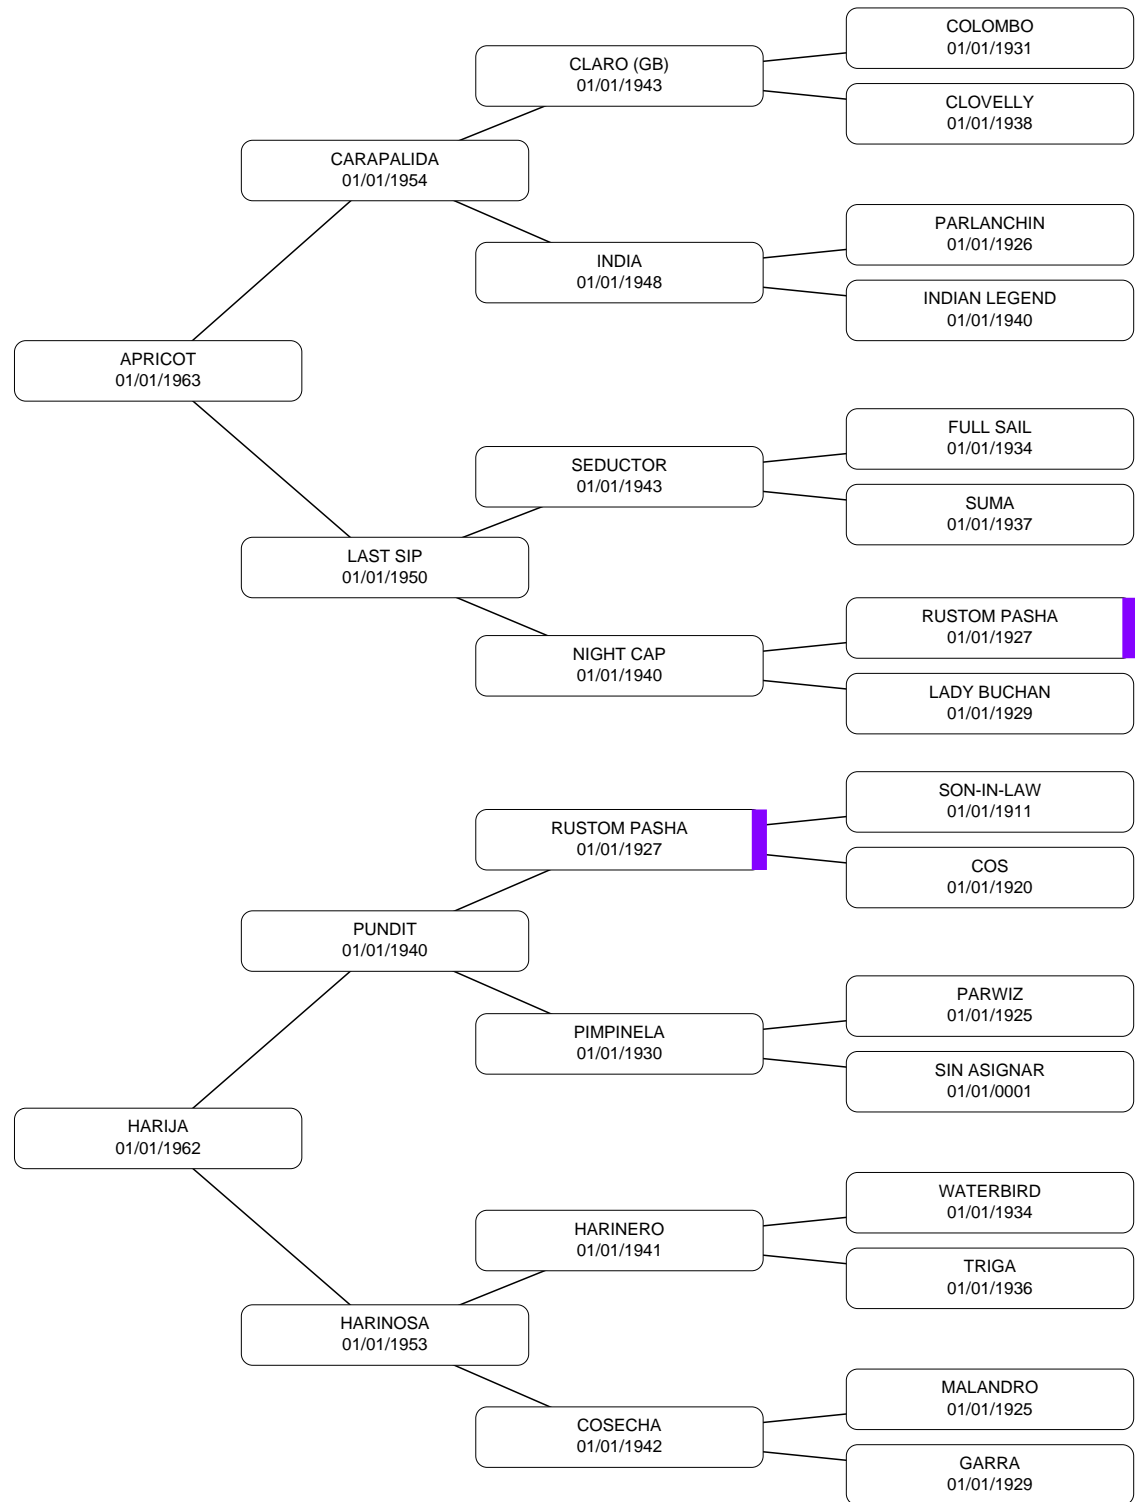 COLOMBO
01/01/1931
CLARO (GB)
01/01/1943
CLOVELLY
01/01/1938
CARAPALIDA
01/01/1954
PARLANCHIN
01/01/1926
INDIA
01/01/1948
INDIAN LEGEND
01/01/1940
APRICOT
01/01/1963
FULL SAIL
01/01/1934
SEDUCTOR
01/01/1943
SUMA
01/01/1937
LAST SIP
01/01/1950
RUSTOM PASHA
01/01/1927
NIGHT CAP
01/01/1940
LADY BUCHAN
01/01/1929
SON-IN-LAW
01/01/1911
RUSTOM PASHA
01/01/1927
COS
01/01/1920
PUNDIT
01/01/1940
PARWIZ
01/01/1925
PIMPINELA
01/01/1930
SIN ASIGNAR
01/01/0001
HARIJA
01/01/1962
WATERBIRD
01/01/1934
HARINERO
01/01/1941
TRIGA
01/01/1936
HARINOSA
01/01/1953
MALANDRO
01/01/1925
COSECHA
01/01/1942
GARRA
01/01/1929